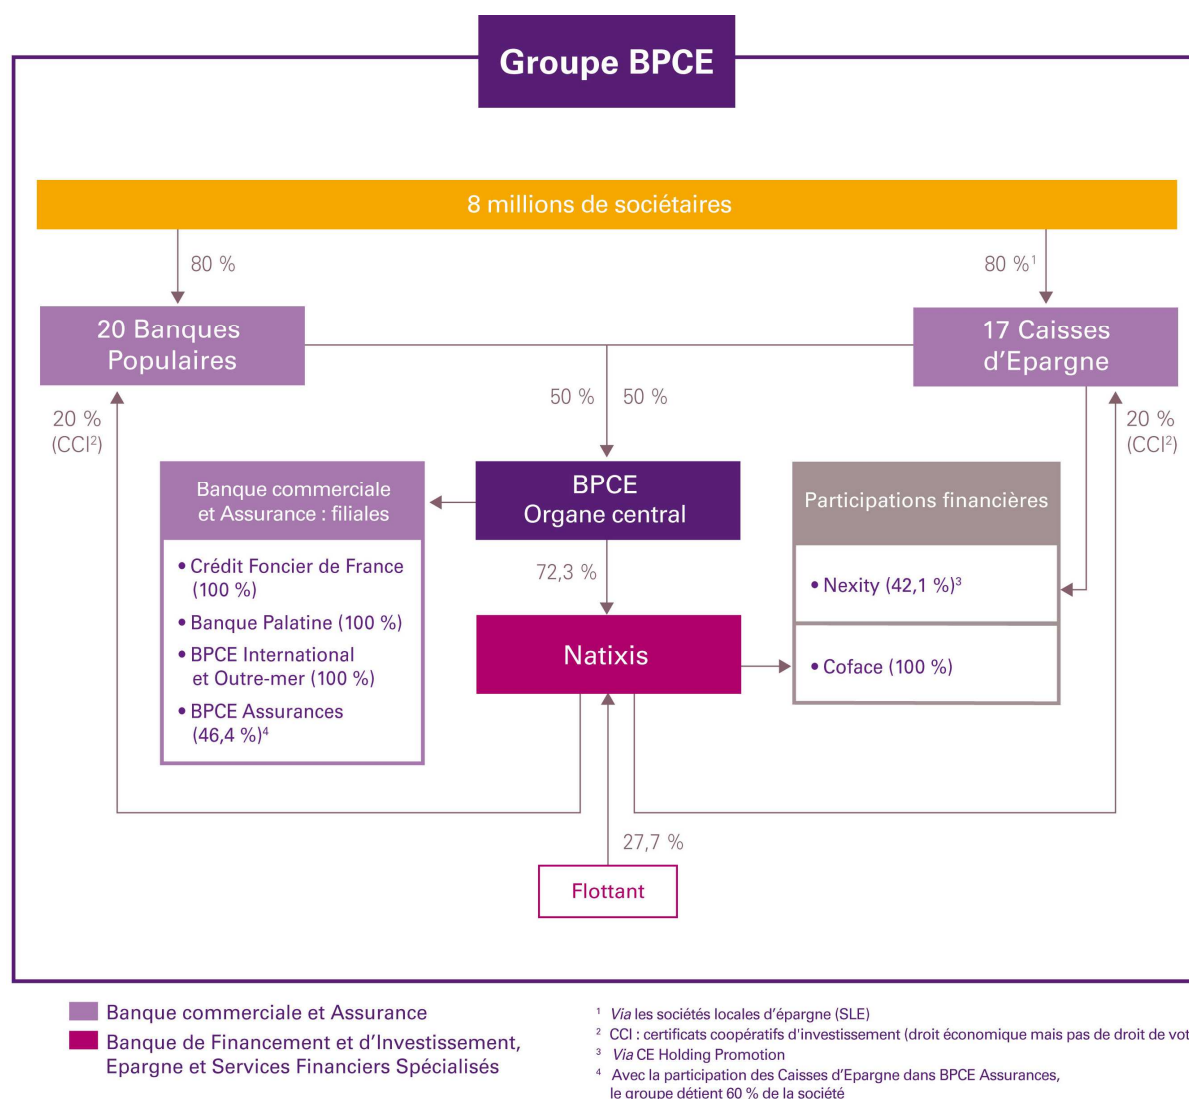 Groupe BPCE
8 millions de sociétaires
80 %
80 %¹
20 Banques
Populaires
17 Caisses
d'Epargne
50 %
50 %
20 %
(CCI²)
20 %
(CCI²)
Banque commerciale
et Assurance : filiales
BPCE
Organe central
Participations financières
• Crédit Foncier de France
(100 %)
• Banque Palatine (100 %)
• BPCE International
et Outre-mer (100 %)
• BPCE Assurances
(46,4 %)⁴
72,3 %
• Nexity (42,1 %)³
Natixis
• Coface (100 %)
27,7 %
Flottant
Banque commerciale et Assurance
Banque de Financement et d'Investissement,
Epargne et Services Financiers Spécialisés
¹ Via les sociétés locales d'épargne (SLE)
² CCI : certificats coopératifs d'investissement (droit économique mais pas de droit de vot
³ Via CE Holding Promotion
⁴ Avec la participation des Caisses d'Epargne dans BPCE Assurances,
le groupe détient 60 % de la société